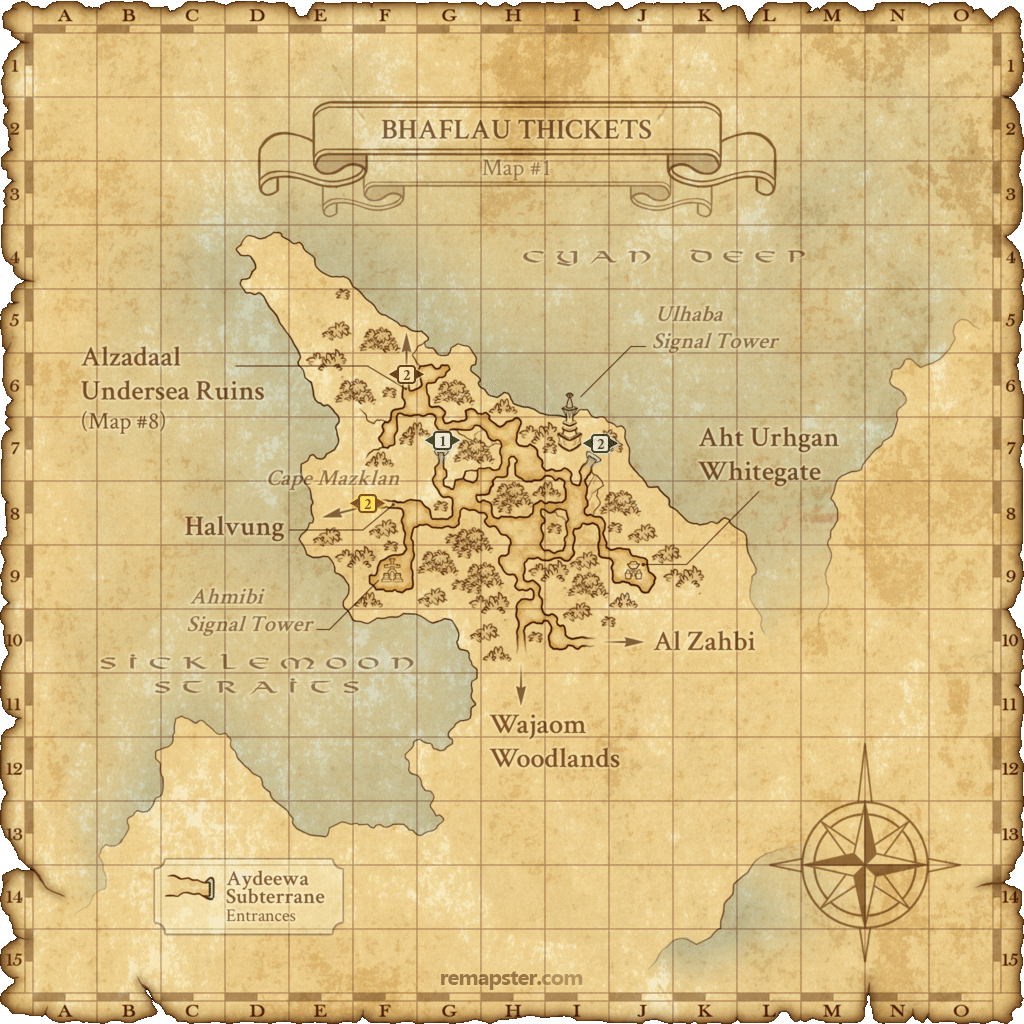 A B C D E F G H I J K L M N O
1 1
BHAFLAU THICKETS
2 2
Map #1
3 3
CYAN DEEP
4 4
Ulhaba
5 5
Signal Tower
Alzadaal
2
6 6
Undersea Ruins
(Map #8)
1 2
Aht Urhgan
7 7
Whitegate
Cape Mazklan
2
8 8
Halvung
9 9
Ahmibi
Signal Tower
10 10
Al Zahbi
SICKLEMOON
STRAITS
11 11
Wajaom
Woodlands
12 12
13 13
Aydeewa
Subterrane
14 14
Entrances
15 15
remapster.com
A B C D E F G H I J K L M N O